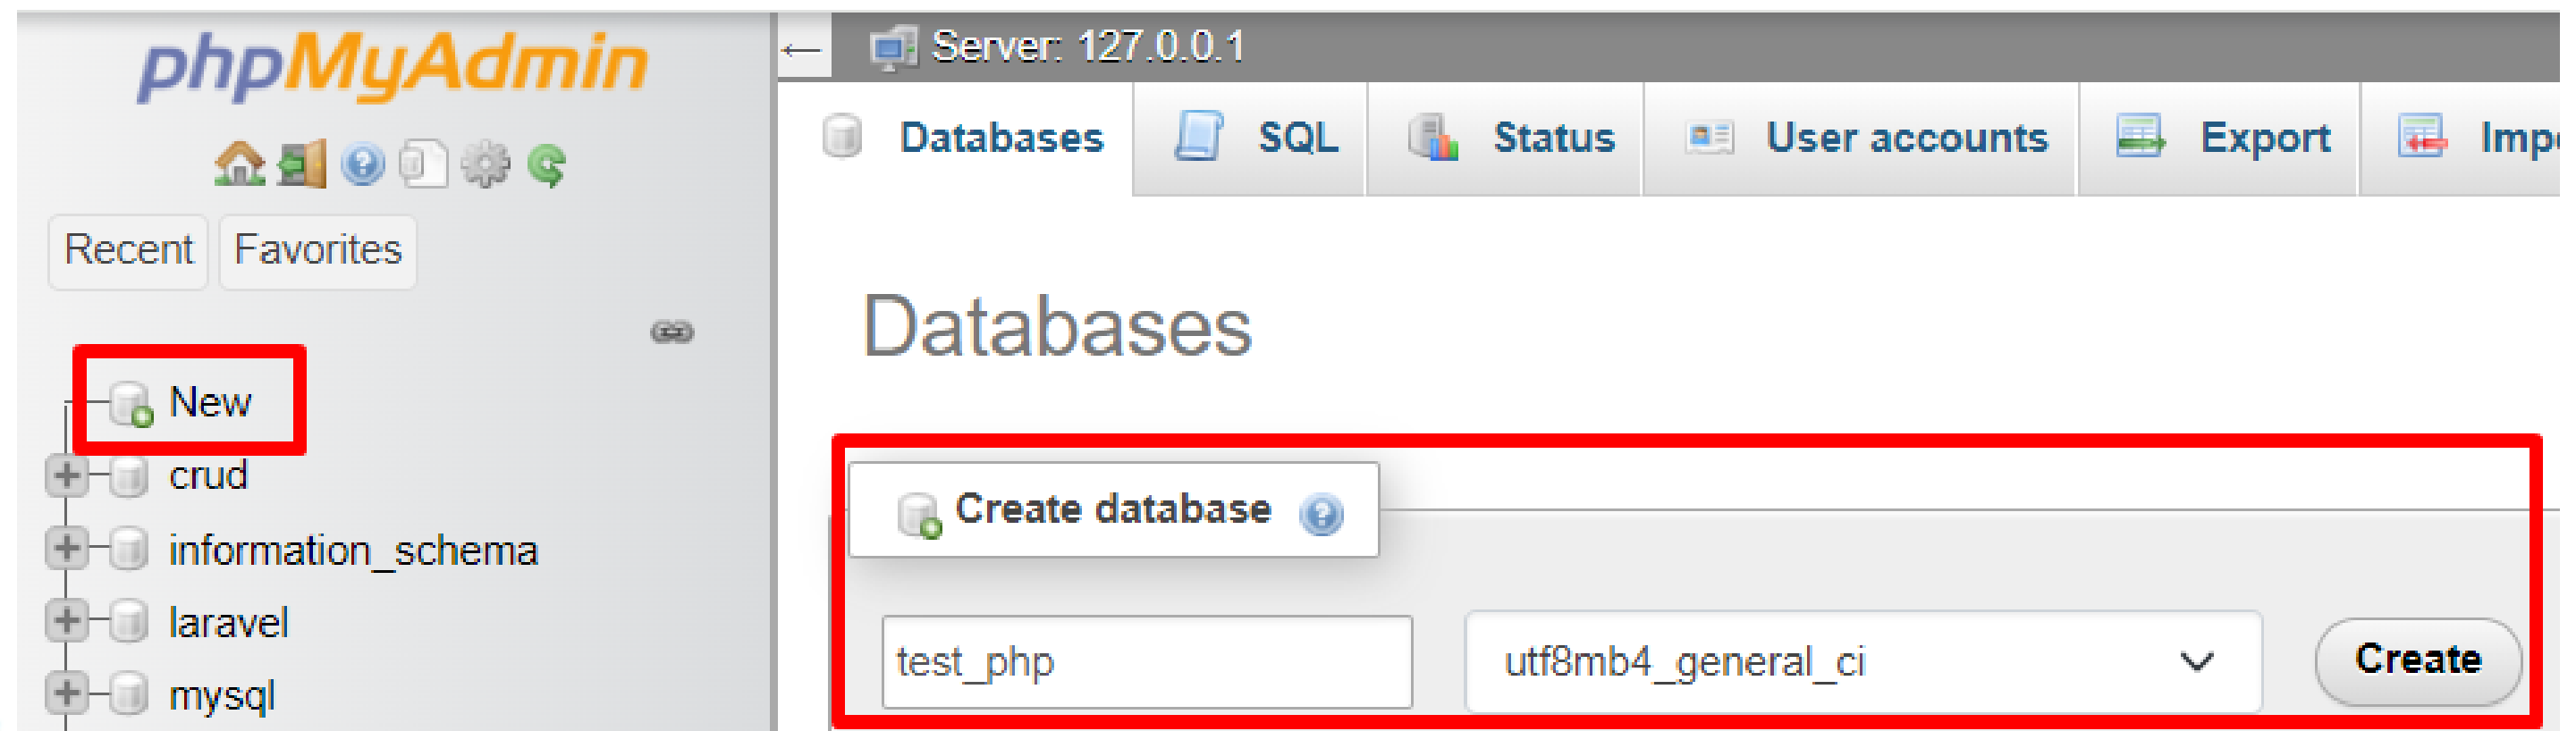 phpMyAdmin
Recent Favorites
New
crud
information_schema
laravel
mysql
Server: 127.0.0.1
Databases SQL Status User accounts Export Impo
Databases
Create database
test_php utf8mb4_general_ci Create